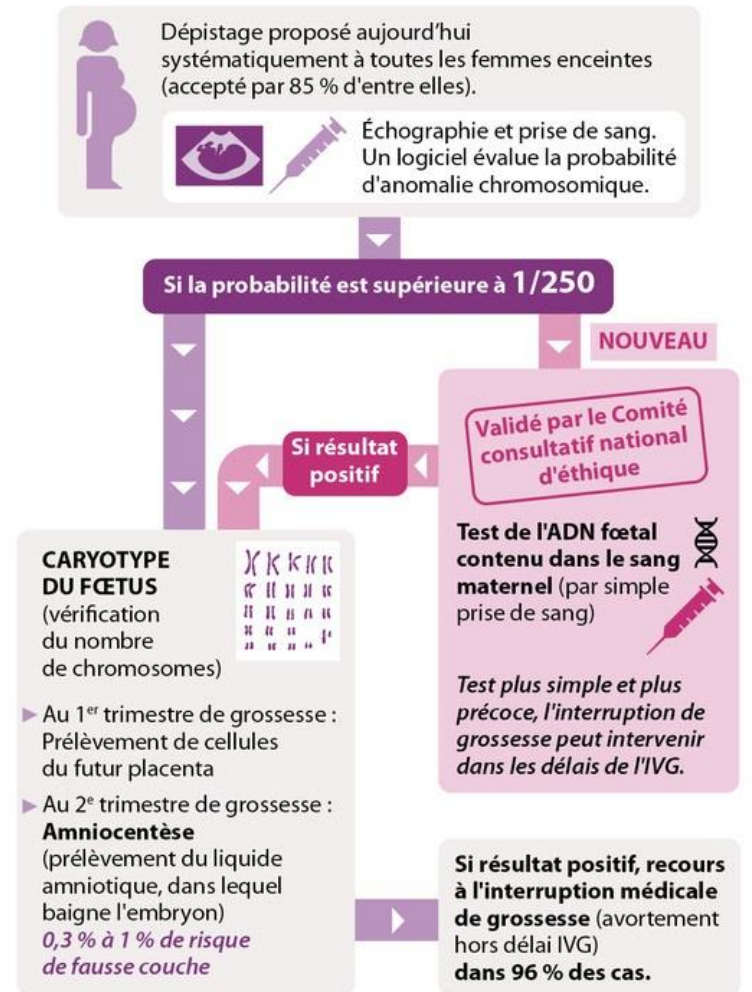 Dépistage proposé aujourd'hui
systématiquement à toutes les femmes enceintes
(accepté par 85 % d'entre elles).
Échographie et prise de sang.
Un logiciel évalue la probabilité
d'anomalie chromosomique.
Si la probabilité est supérieure à 1/250
NOUVEAU
Validé par le Comité
consultatif national
d'éthique
Test de l'ADN fœtal
contenu dans le sang
maternel (par simple
prise de sang)
Test plus simple et plus
précoce, l'interruption de
grossesse peut intervenir
dans les délais de l'IVG.
Si résultat
positif
CARYOTYPE
DU FŒTUS
(vérification
du nombre
de chromosomes)
Au 1er trimestre de grossesse :
Prélèvement de cellules
du futur placenta
Au 2e trimestre de grossesse :
Amniocentèse
(prélèvement du liquide
amniotique, dans lequel
baigne l'embryon)
0,3 % à 1 % de risque
de fausse couche
Si résultat positif, recours
à l'interruption médicale
de grossesse (avortement
hors délai IVG)
dans 96 % des cas.